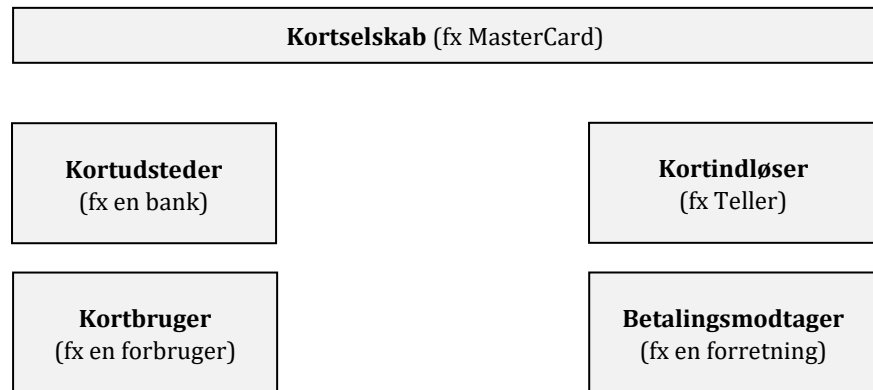 Kortselskab (fx MasterCard)
Kortudsteder
(fx en bank)
Kortindløser
(fx Teller)
Kortbruger
(fx en forbruger)
Betalingsmodtager
(fx en forretning)